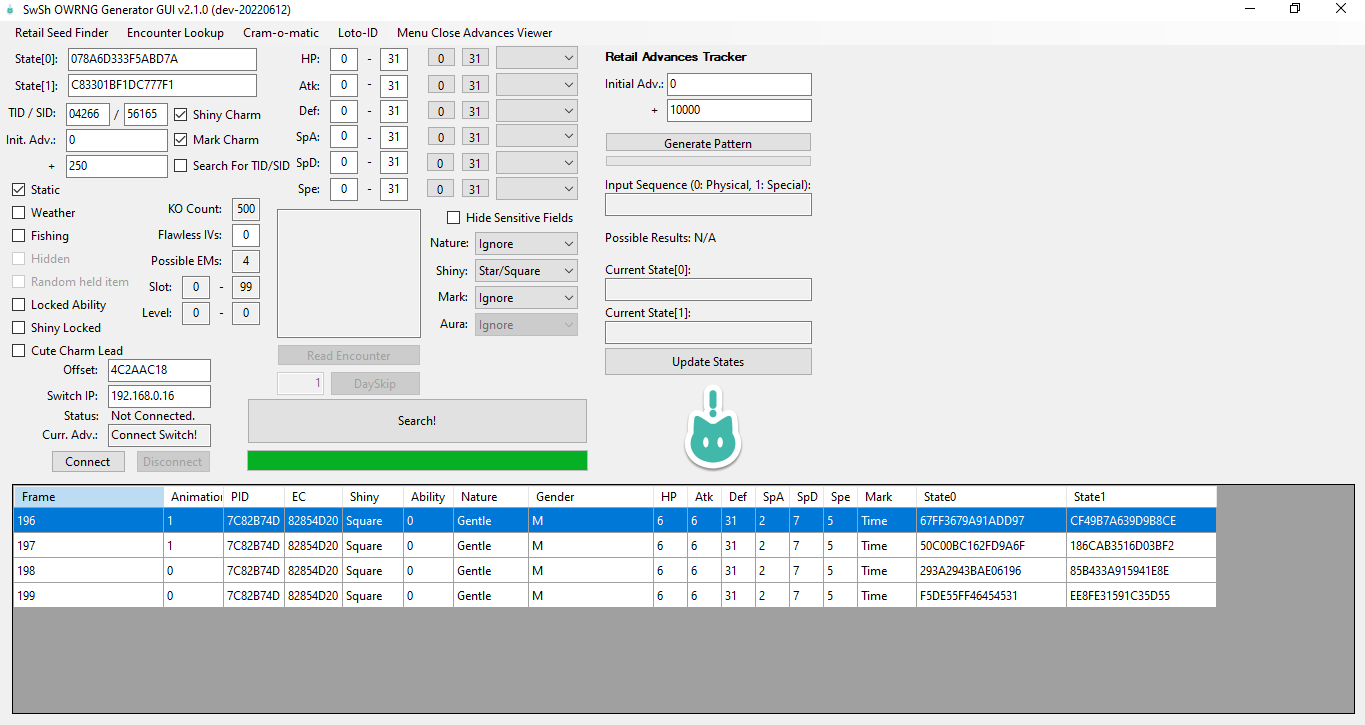 SwSh OWRNG Generator GUI v2.1.0 (dev-20220612)
Retail Seed Finder Encounter Lookup Cram-o-matic Loto-ID Menu Close Advances Viewer
State[0]: 078A6D333F5ABD7A
State[1]: C83301BF1DC777F1
TID / SID: 04266 / 56165 Shiny Charm
Init. Adv.: 0 Mark Charm
+ 250 Search For TID/SID
Static
Weather
Fishing
Hidden
Random held item
Locked Ability
Shiny Locked
Cute Charm Lead
KO Count: 500
Flawless IVs: 0
Possible EMs: 4
Slot: 0 - 99
Level: 0 - 0
Offset: 4C2AAC18
Switch IP: 192.168.0.16
Status: Not Connected.
Curr. Adv.: Connect Switch!
Connect Disconnect
HP: 0 - 31 0 31
Atk: 0 - 31 0 31
Def: 0 - 31 0 31
SpA: 0 - 31 0 31
SpD: 0 - 31 0 31
Spe: 0 - 31 0 31
Hide Sensitive Fields
Nature: Ignore
Shiny: Star/Square
Mark: Ignore
Aura: Ignore
Read Encounter
1 DaySkip
Search!
Retail Advances Tracker
Initial Adv.: 0
+ 10000
Generate Pattern
Input Sequence (0: Physical, 1: Special):
Possible Results: N/A
Current State[0]:
Current State[1]:
Update States
Frame Animation PID EC Shiny Ability Nature Gender HP Atk Def SpA SpD Spe Mark State0 State1
196 1 7C82B74D 82854D20 Square 0 Gentle M 6 6 31 2 7 5 Time 67FF3679A91ADD97 CF49B7A639D9B8CE
197 1 7C82B74D 82854D20 Square 0 Gentle M 6 6 31 2 7 5 Time 50C00BC162FD9A6F 186CAB3516D03BF2
198 0 7C82B74D 82854D20 Square 0 Gentle M 6 6 31 2 7 5 Time 293A2943BAE06196 85B433A915941E8E
199 0 7C82B74D 82854D20 Square 0 Gentle M 6 6 31 2 7 5 Time F5DE55FF46454531 EE8FE31591C35D55